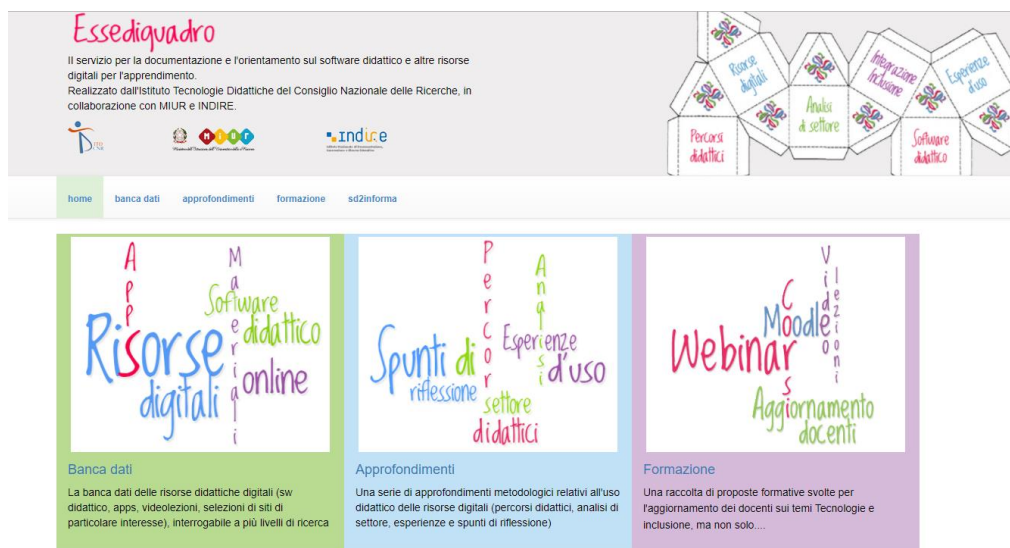 Essediquadro
Il servizio per la documentazione e l'orientamento sul software didattico e altre risorse
digitali per l'apprendimento.
Realizzato dall'Istituto Tecnologie Didattiche del Consiglio Nazionale delle Ricerche, in
collaborazione con MIUR e INDIRE.
MIUR
indire
Risorse
digitali
Integrazione
Inclusione
Esperienze
d'uso
Analisi
di settore
Percorsi
didattici
Software
didattico
home banca dati approfondimenti formazione sd2informa
Apps
Materiali
Software
didattico
Risorse
digitali
online
Percorsi
Analisi
Spunti di
riflessione
Esperienze
d'uso
settore
didattici
Video
lezioni
Corsi
Moodle
Webinar
Aggiornamento
docenti
Banca dati
La banca dati delle risorse didattiche digitali (sw
didattico, apps, videolezioni, selezioni di siti di
particolare interesse), interrogabile a più livelli di ricerca
Approfondimenti
Una serie di approfondimenti metodologici relativi all'uso
didattico delle risorse digitali (percorsi didattici, analisi di
settore, esperienze e spunti di riflessione)
Formazione
Una raccolta di proposte formative svolte per
l'aggiornamento dei docenti sui temi Tecnologie e
inclusione, ma non solo....